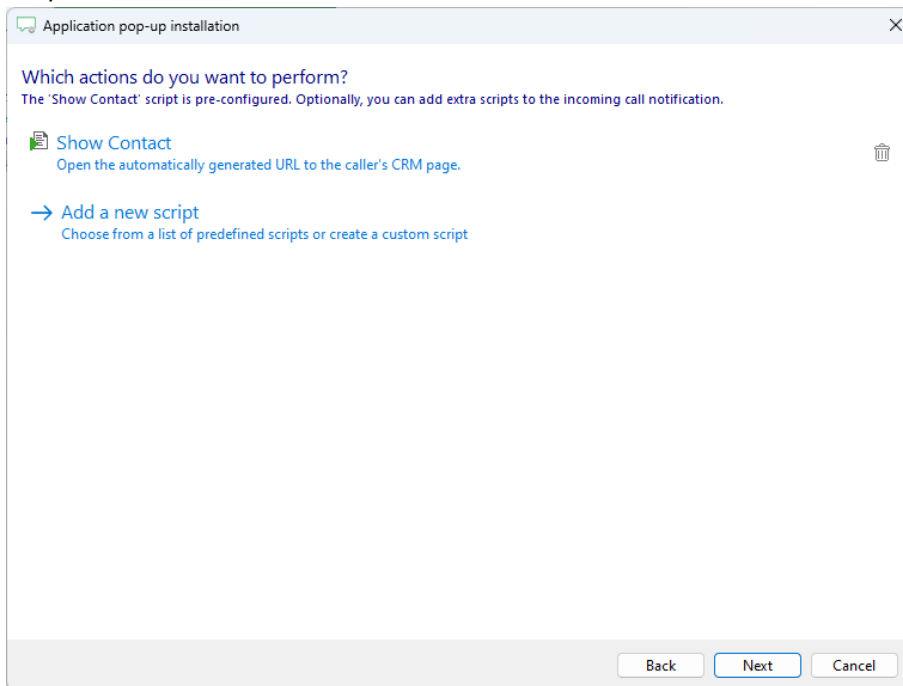 Application pop-up installation
Which actions do you want to perform?
The 'Show Contact' script is pre-configured. Optionally, you can add extra scripts to the incoming call notification.
Show Contact
Open the automatically generated URL to the caller's CRM page.
Add a new script
Choose from a list of predefined scripts or create a custom script
Back Next Cancel